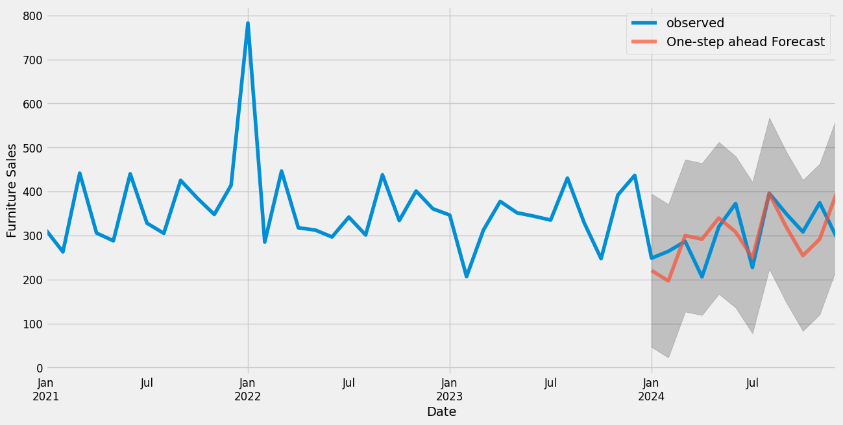 observed
One-step ahead Forecast
Furniture Sales
800
700
600
500
400
300
200
100
0
Jan
2021
Jul
Jan
2022
Jul
Jan
2023
Jul
Jan
2024
Jul
Date